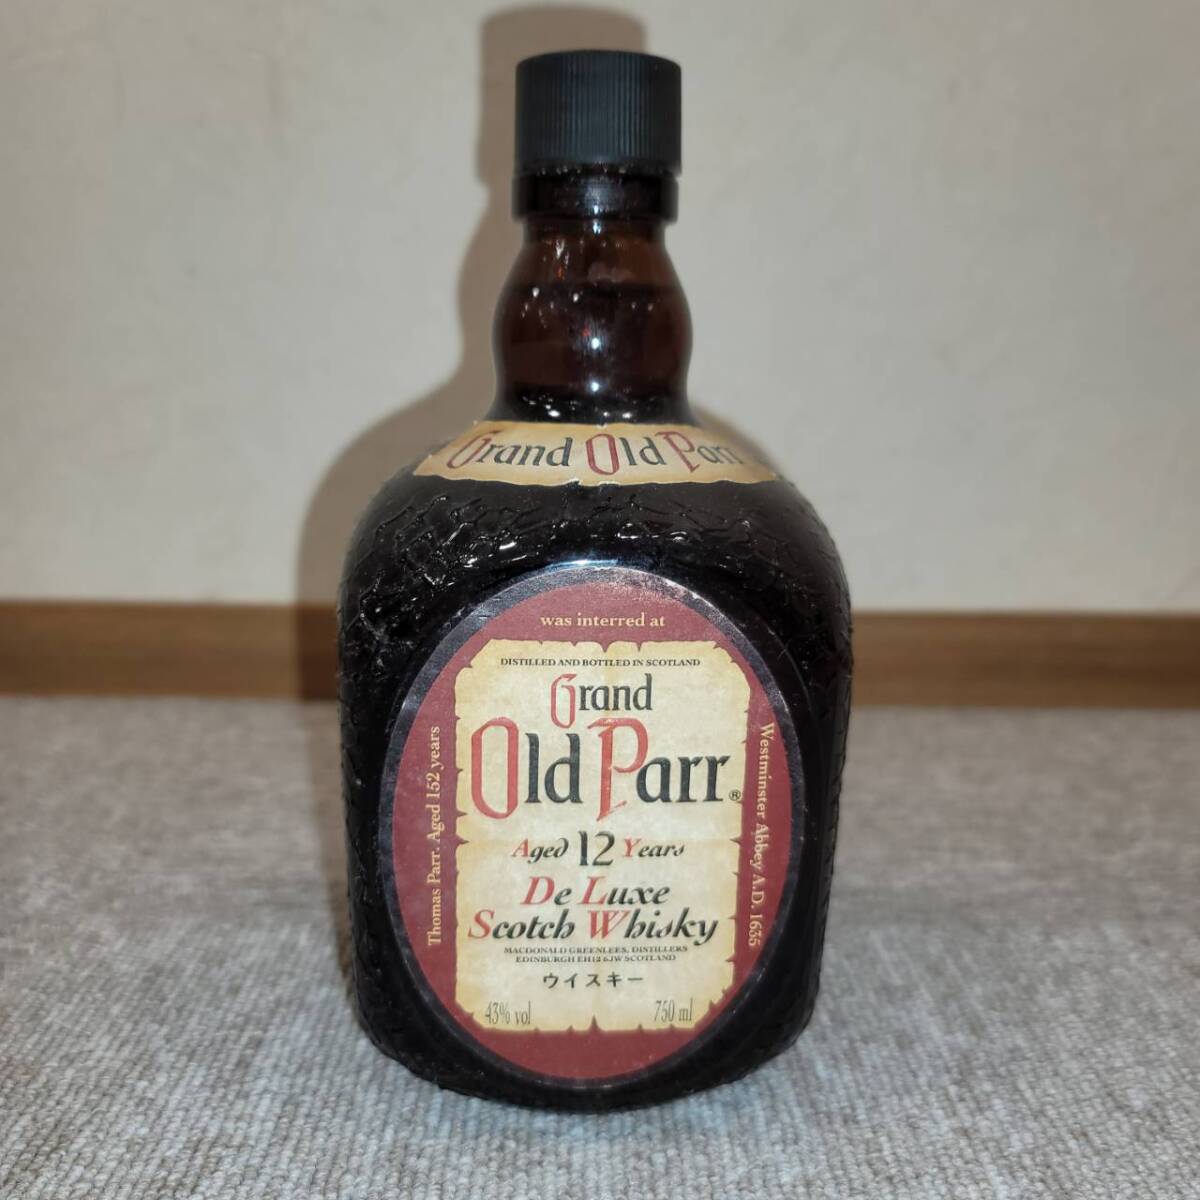 Grand Old Parr
was interred at
DISTILLED AND BOTTLED IN SCOTLAND
Grand
Old Parr®
Aged 12 Years
De Luxe
Scotch Whisky
MACDONALD GREENLEES, DISTILLERS
EDINBURGH EH12 6JW SCOTLAND
ウイスキー
43% vol 750 ml
Thomas Parr. Aged 152 years
Westminster Abbey A.D. 1635